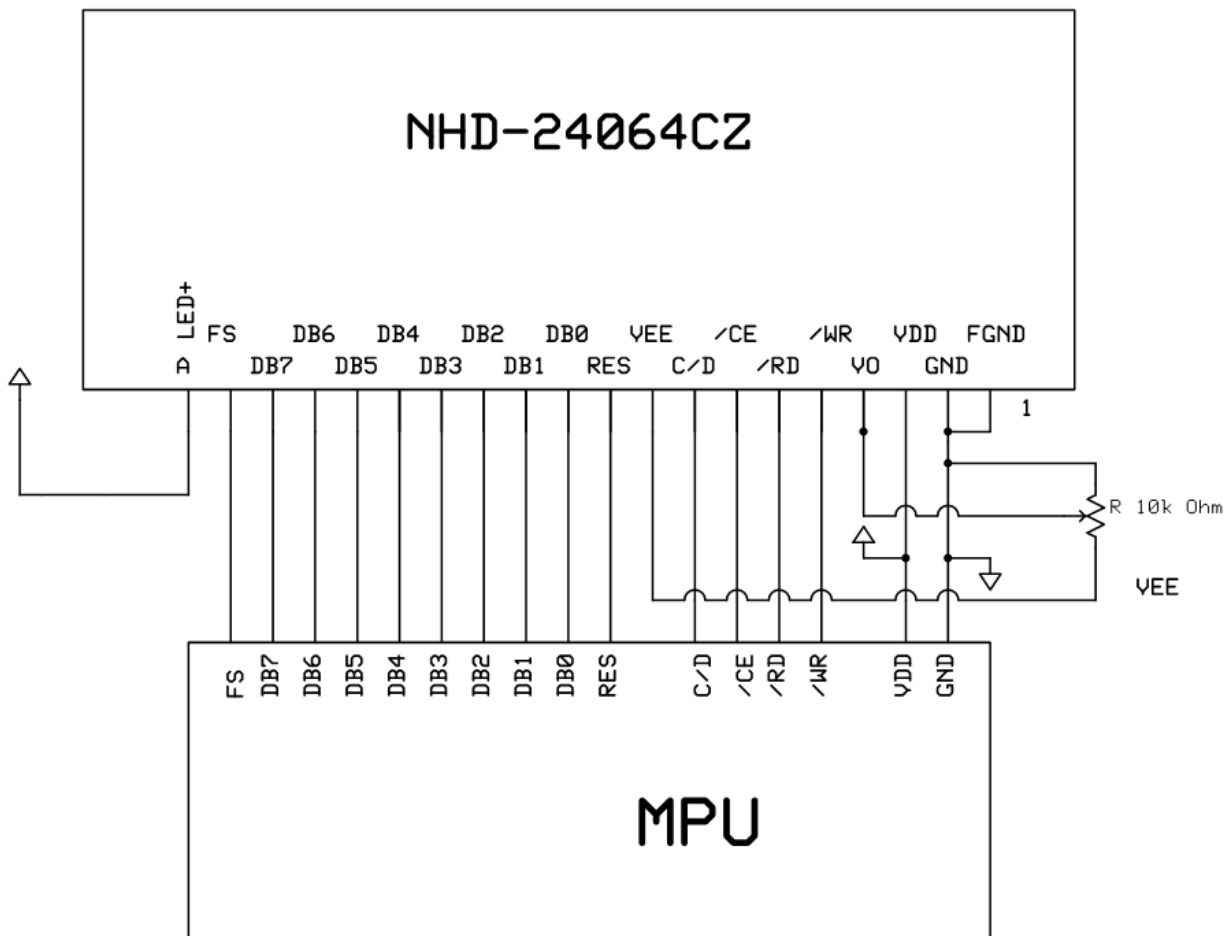 NHD-24064CZ
LED+
FS DB6 DB4 DB2 DB0 VEE /CE /WR VDD FGND
A DB7 DB5 DB3 DB1 RES C/D /RD VO GND
1
R 10k Ohm
VEE
FS DB7 DB6 DB5 DB4 DB3 DB2 DB1 DB0 RES C/D /CE /RD /WR VDD GND
MPU